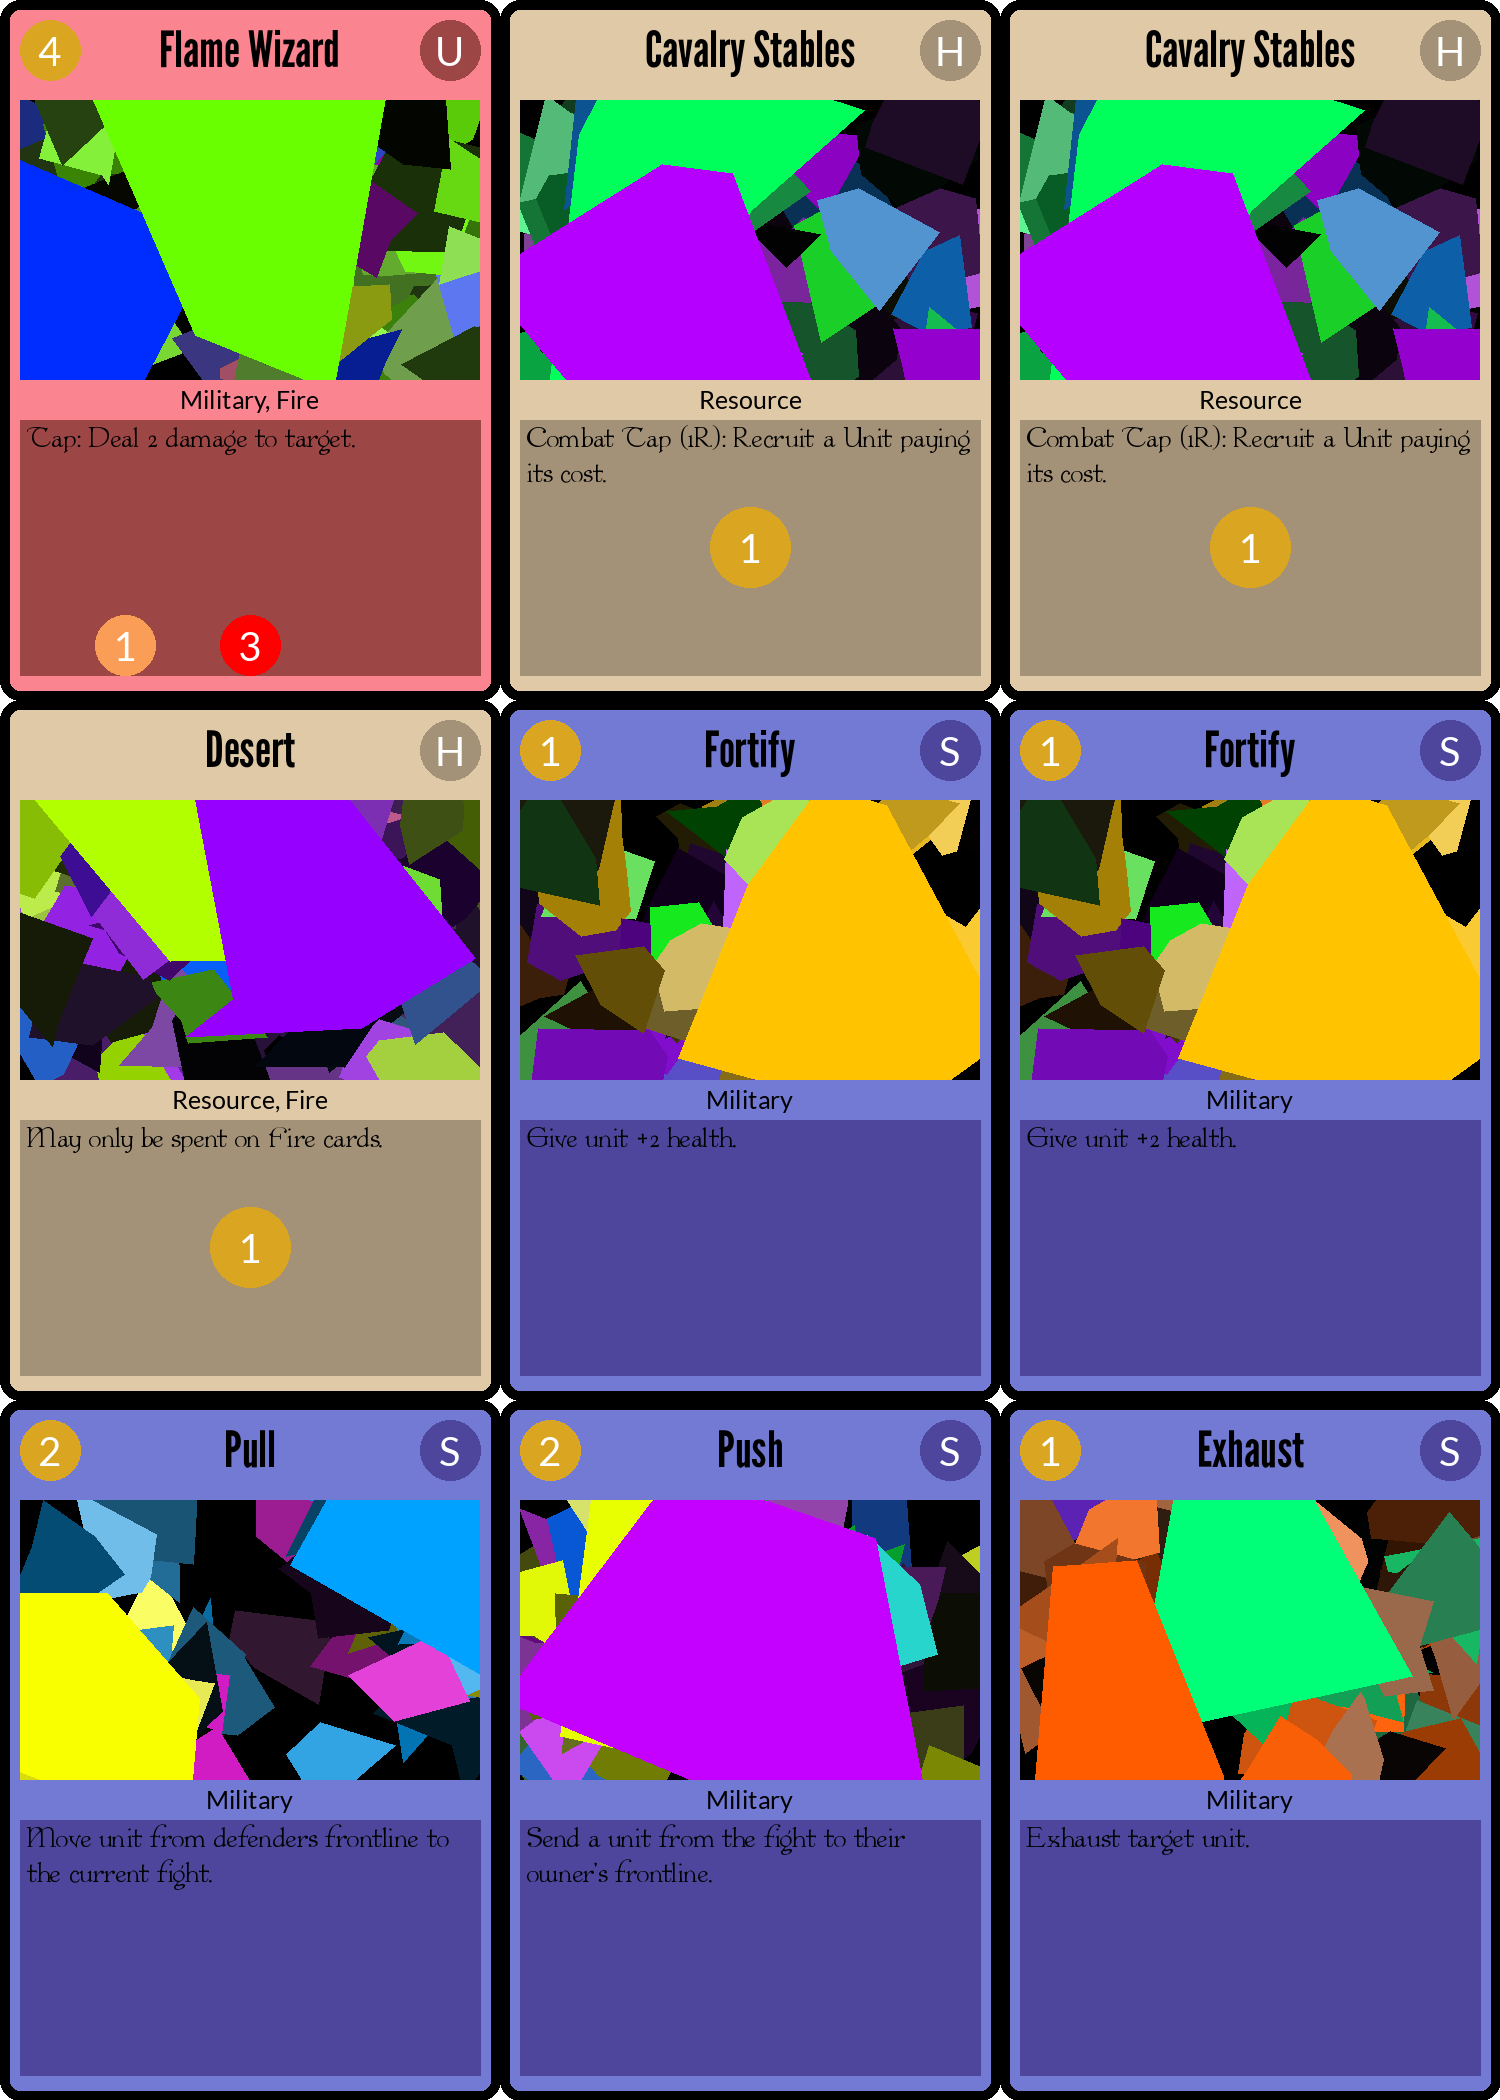 4 Flame Wizard U
Military, Fire
Tap: Deal 2 damage to target.
1 3
Cavalry Stables H
Resource
Combat Tap (1R): Recruit a Unit paying
its cost.
1
Cavalry Stables H
Resource
Combat Tap (1R): Recruit a Unit paying
its cost.
1
Desert H
Resource, Fire
May only be spent on Fire cards.
1
1 Fortify S
Military
Give unit +2 health.
1 Fortify S
Military
Give unit +2 health.
2 Pull S
Military
Move unit from defenders frontline to
the current fight.
2 Push S
Military
Send a unit from the fight to their
owner's frontline.
1 Exhaust S
Military
Exhaust target unit.